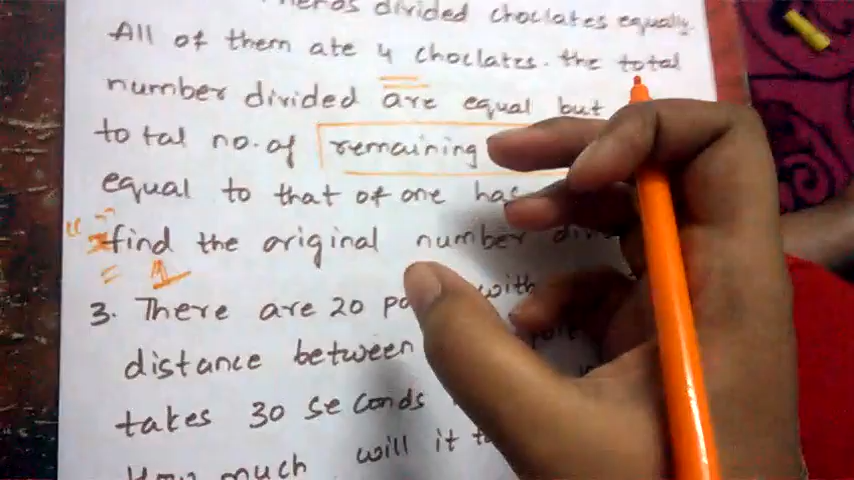 divided choclates equally.
All of them ate 4 choclates. the total
number divided are equal but
total no. of remaining
equal to that of one has
find the original number
3. There are 20 with
distance between
takes 30 seconds
How much will it